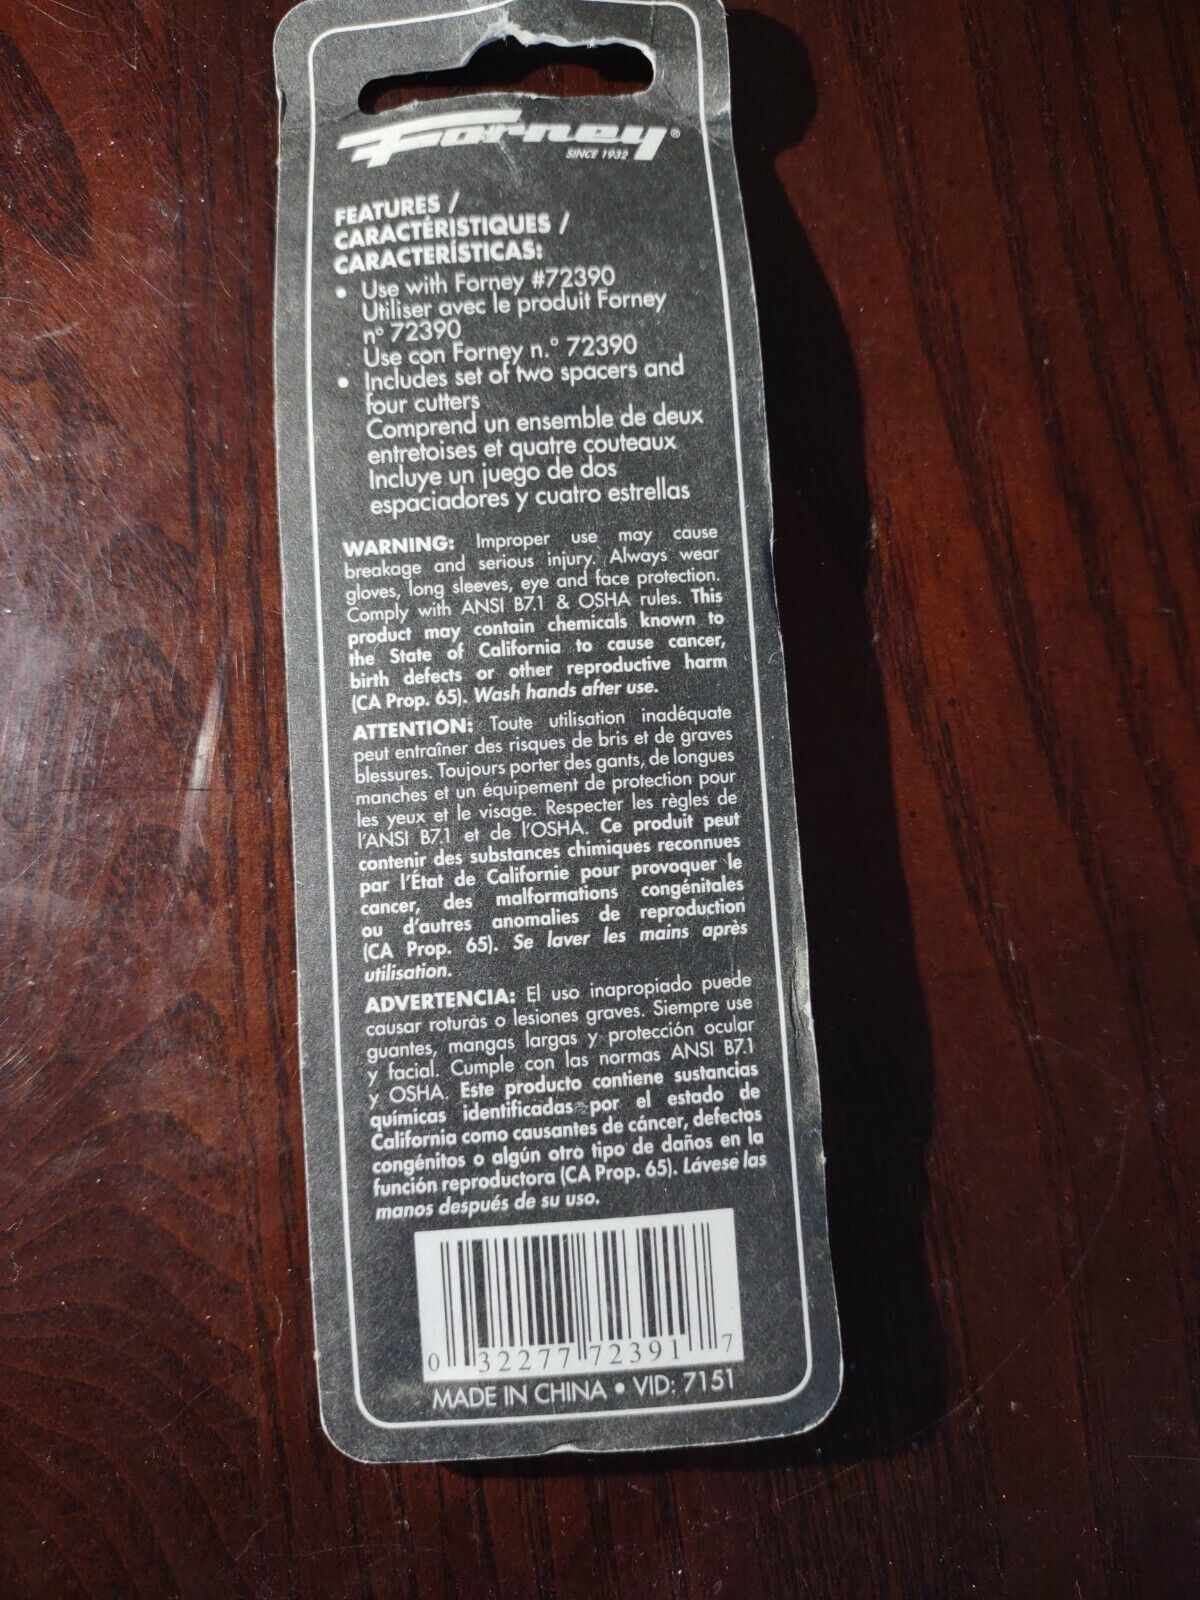 Forney®
SINCE 1932
FEATURES /
CARACTÉRISTIQUES /
CARACTERÍSTICAS:
• Use with Forney #72390
Utiliser avec le produit Forney
nº 72390
Use con Forney n.° 72390
• Includes set of two spacers and
four cutters
Comprend un ensemble de deux
entretoises et quatre couteaux
Incluye un juego de dos
espaciadores y cuatro estrellas
WARNING: Improper use may cause
breakage and serious injury. Always wear
gloves, long sleeves, eye and face protection.
Comply with ANSI B7.1 & OSHA rules. This
product may contain chemicals known to
the State of California to cause cancer,
birth defects or other reproductive harm
(CA Prop. 65). Wash hands after use.
ATTENTION: Toute utilisation inadéquate
peut entraîner des risques de bris et de graves
blessures. Toujours porter des gants, de longues
manches et un équipement de protection pour
les yeux et le visage. Respecter les règles de
l'ANSI B7.1 et de l'OSHA. Ce produit peut
contenir des substances chimiques reconnues
par l'État de Californie pour provoquer le
cancer, des malformations congénitales
ou d'autres anomalies de reproduction
(CA Prop. 65). Se laver les mains après
utilisation.
ADVERTENCIA: El uso inapropiado puede
causar roturas o lesiones graves. Siempre use
guantes, mangas largas y protección ocular
y facial. Cumple con las normas ANSI B7.1
y OSHA. Este producto contiene sustancias
químicas identificadas por el estado de
California como causantes de cáncer, defectos
congénitos o algún otro tipo de daños en la
función reproductora (CA Prop. 65). Lávese las
manos después de su uso.
0 32277 72391 7
MADE IN CHINA • VID: 7151